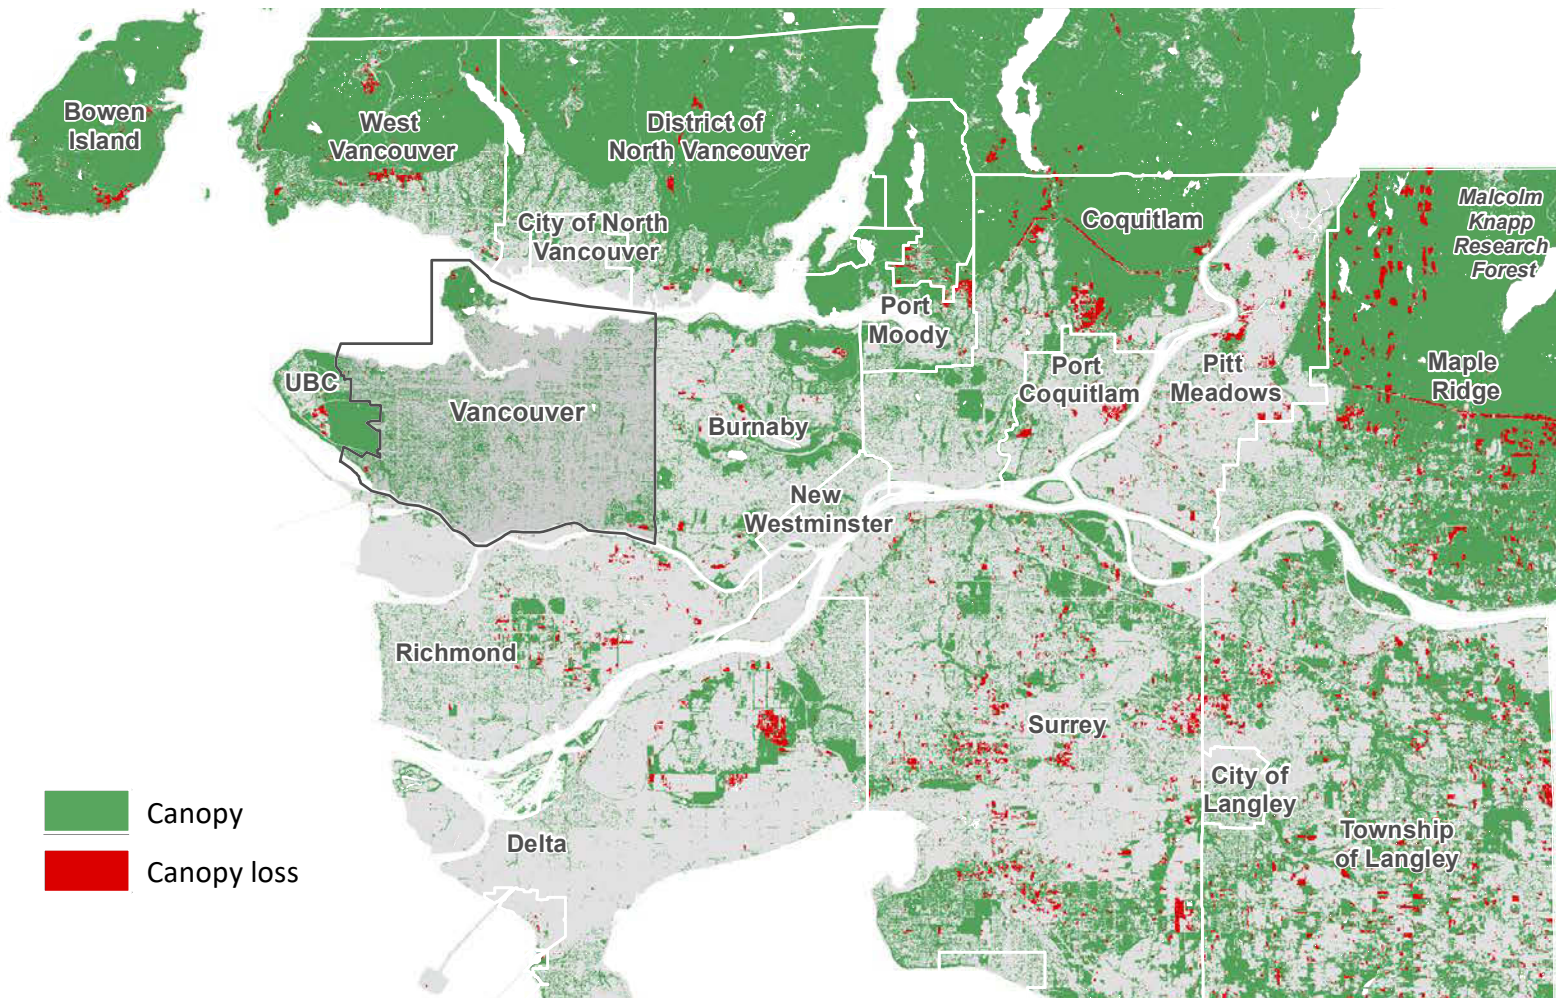 Bowen
Island
West
Vancouver
District of
North Vancouver
City of North
Vancouver
Coquitlam
Malcolm
Knapp
Research
Forest
Port
Moody
UBC
Vancouver
Burnaby
Port
Coquitlam
Pitt
Meadows
Maple
Ridge
New
Westminster
Richmond
Surrey
City of
Langley
Township
of Langley
Delta
Canopy
Canopy loss